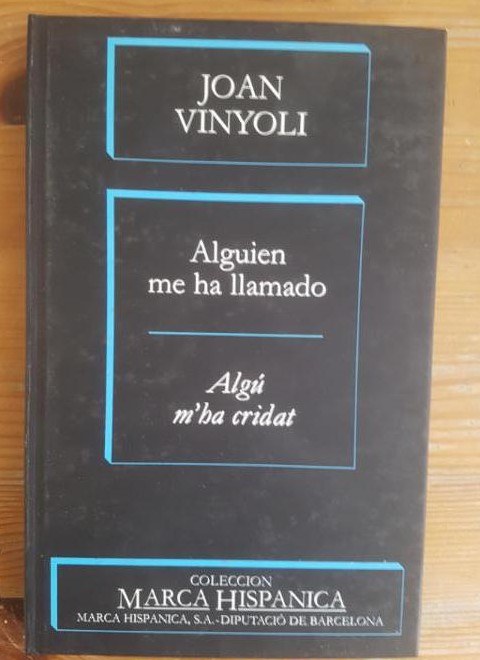 JOAN
VINYOLI
Alguien
me ha llamado
Algú
m'ha cridat
COLECCION
MARCA HISPANICA
MARCA HISPANICA, S.A.-DIPUTACIÓ DE BARCELONA